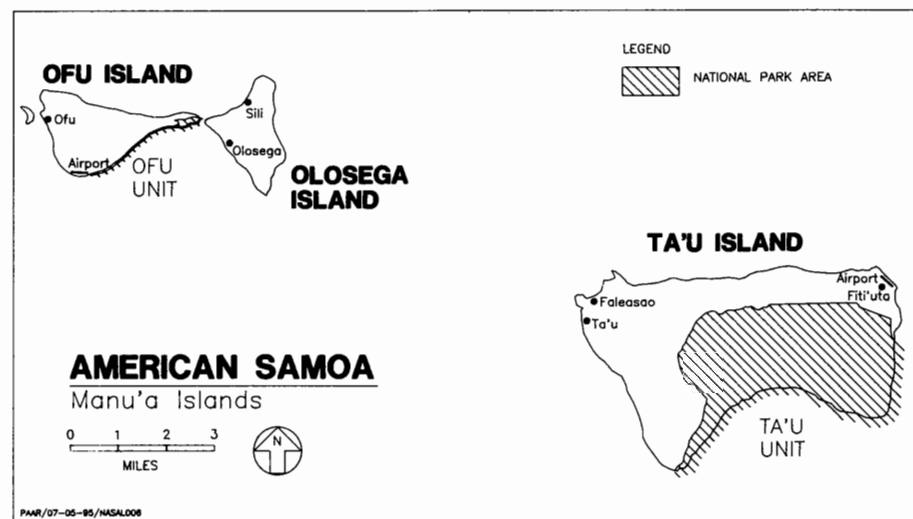 LEGEND
NATIONAL PARK AREA
OFU ISLAND
Ofu
Sili
Olosega
Airport
OFU
UNIT
OLOSEGA
ISLAND
TA'U ISLAND
Airport
Fiti'uta
Faleasao
Ta'u
TA'U
UNIT
AMERICAN SAMOA
Manu'a Islands
0 1 2 3
MILES
N
PAAR/07-05-95/NASAL006